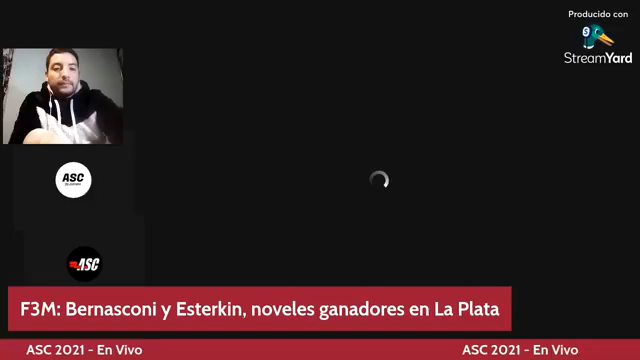 Producido con
StreamYard
ASC
ASC
F3M: Bernasconi y Esterkin, noveles ganadores en La Plata
ASC 2021 - En Vivo
ASC 2021 - En Vivo